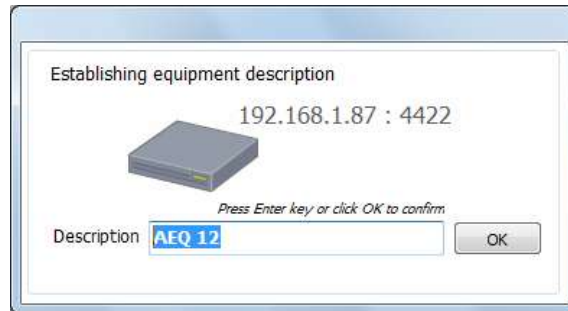 Establishing equipment description
192.168.1.87 : 4422
Press Enter key or click OK to confirm
Description AEQ 12 OK